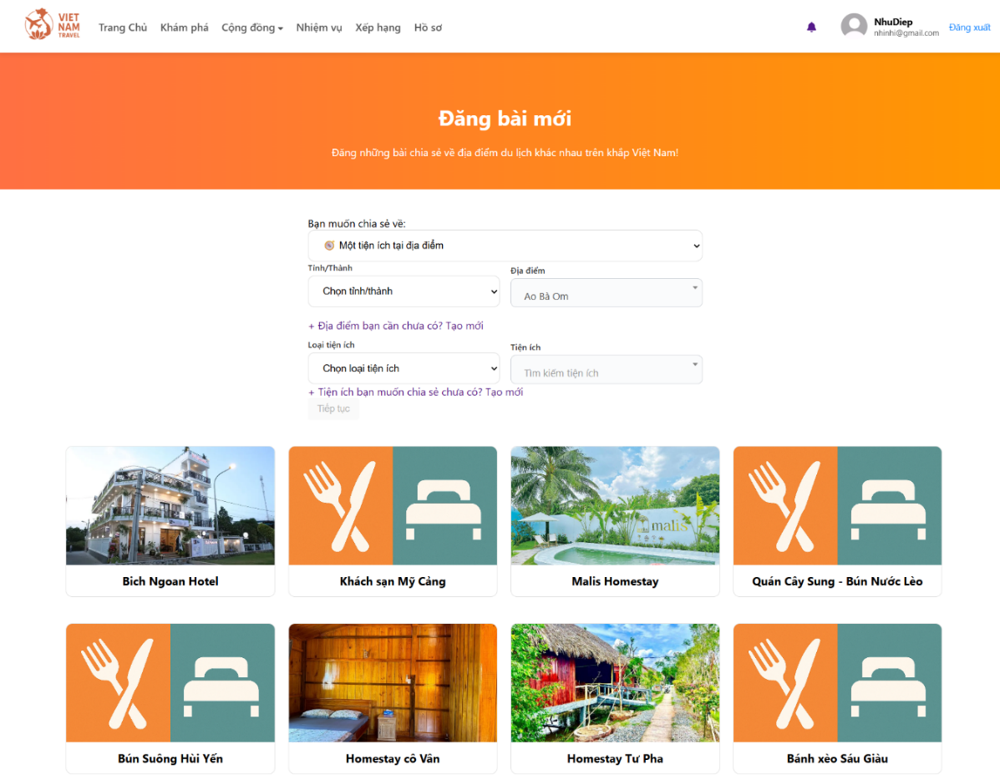 VIET
NAM
TRAVEL
Trang Chủ Khám phá Cộng đồng Nhiệm vụ Xếp hạng Hồ sơ
NhuDiep
nhinhi@gmail.com
Đăng xuất
Đăng bài mới
Đăng những bài chia sẻ về địa điểm du lịch khác nhau trên khắp Việt Nam!
Bạn muốn chia sẻ về:
Một tiện ích tại địa điểm
Tỉnh/Thành Địa điểm
Chọn tỉnh/thành Ao Bà Om
+ Địa điểm bạn cần chưa có? Tạo mới
Loại tiện ích Tiện ích
Chọn loại tiện ích Tìm kiếm tiện ích
+ Tiện ích bạn muốn chia sẻ chưa có? Tạo mới
Tiếp tục
malis
Bich Ngoan Hotel Khách sạn Mỹ Cảng Malis Homestay Quán Cây Sung - Bún Nước Lèo
Bún Suông Hùi Yến Homestay cô Vân Homestay Tư Pha Bánh xèo Sáu Giàu